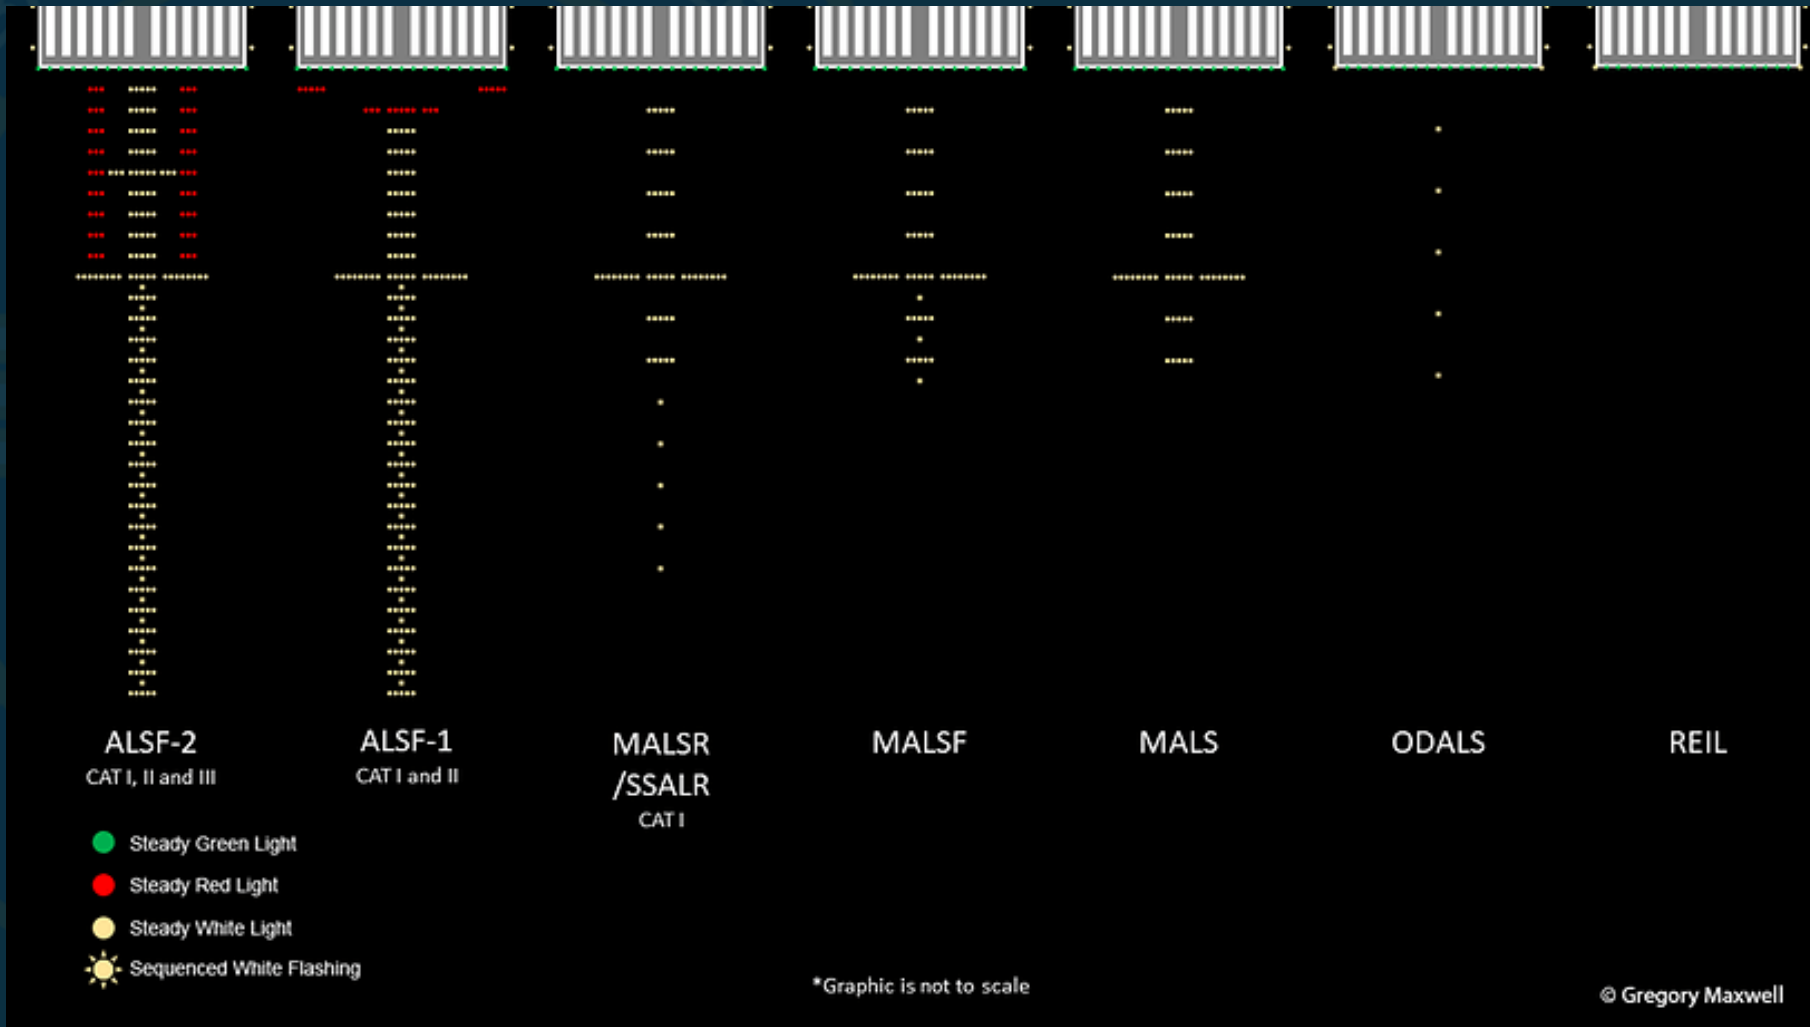 ALSF-2
CAT I, II and III
ALSF-1
CAT I and II
MALSR
/SSALR
CAT I
MALSF
MALS
ODALS
REIL
Steady Green Light
Steady Red Light
Steady White Light
Sequenced White Flashing
*Graphic is not to scale
© Gregory Maxwell